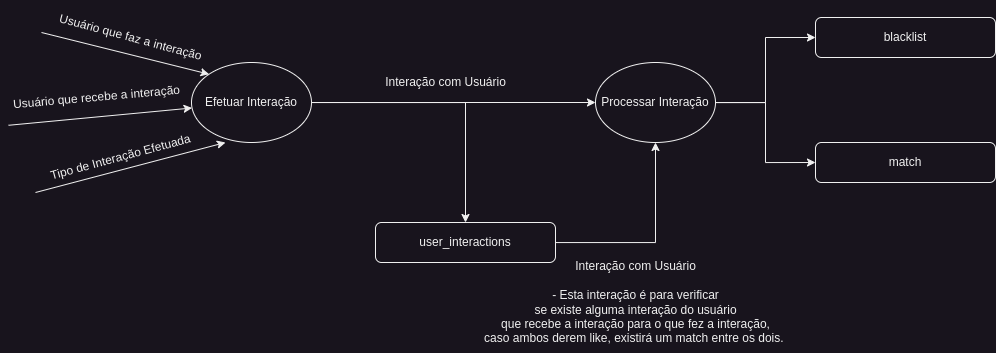 Usuário que faz a interação
Usuário que recebe a interação
Tipo de Interação Efetuada
Efetuar Interação
Interação com Usuário
Processar Interação
blacklist
match
user_interactions
Interação com Usuário
- Esta interação é para verificar
se existe alguma interação do usuário
que recebe a interação para o que fez a interação,
caso ambos derem like, existirá um match entre os dois.